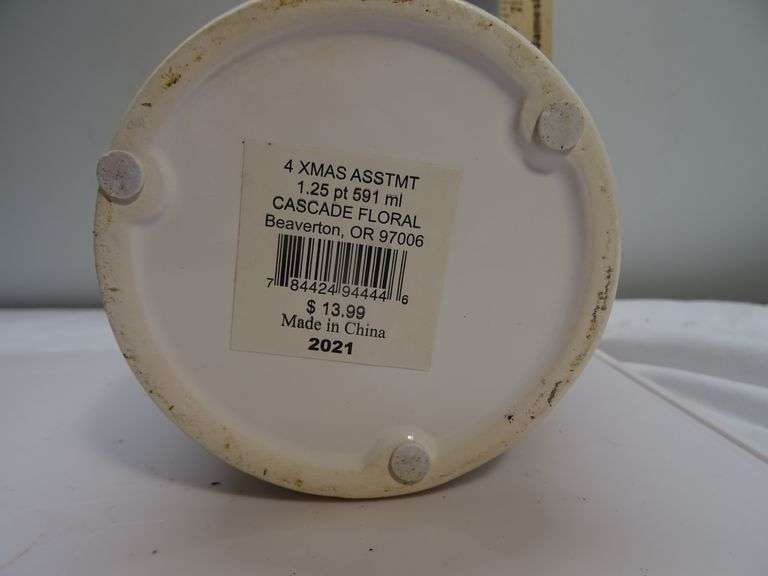 4 XMAS ASSTMT
1.25 pt 591 ml
CASCADE FLORAL
Beaverton, OR 97006
7 84424 94444 6
$ 13.99
Made in China
2021